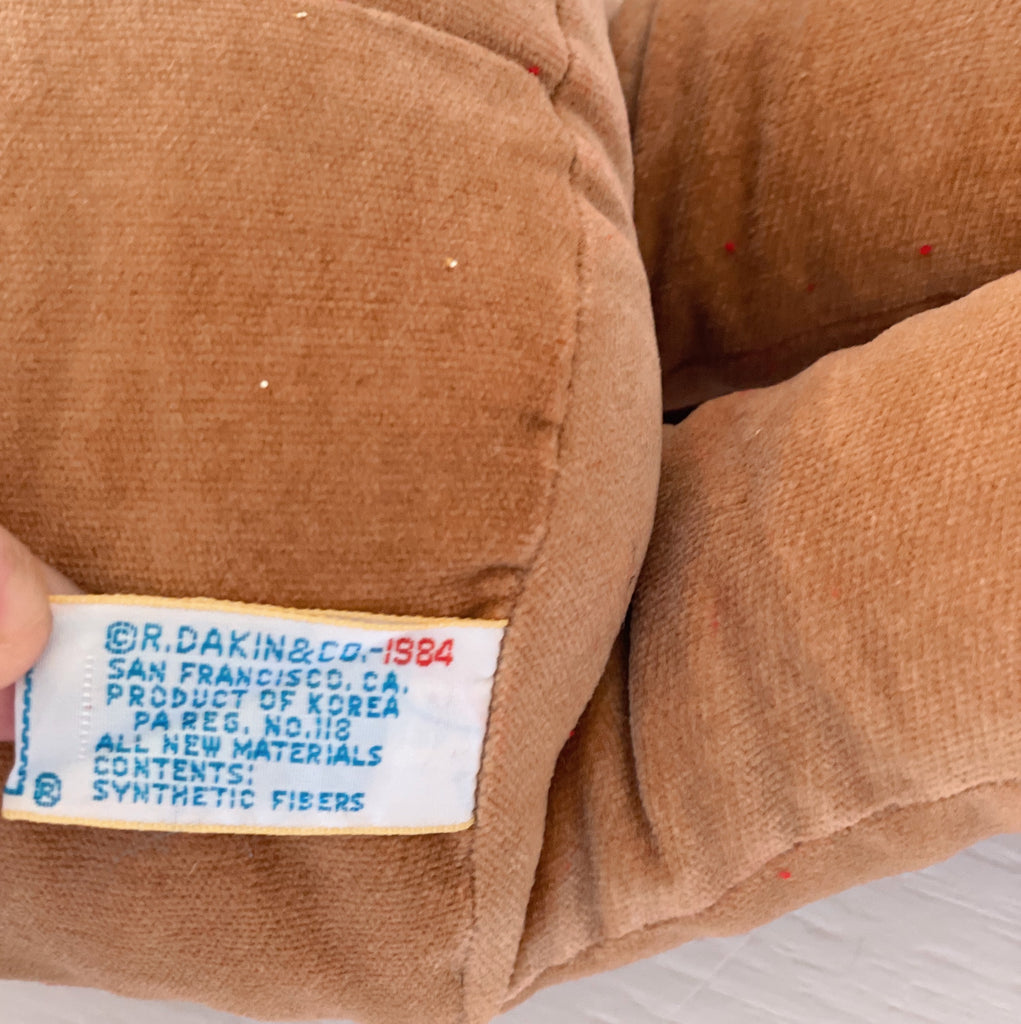 ©R.DAKIN&CO.-1984
SAN FRANCISCO, CA.
PRODUCT OF KOREA
PA REG. NO.118
ALL NEW MATERIALS
CONTENTS:
SYNTHETIC FIBERS
®